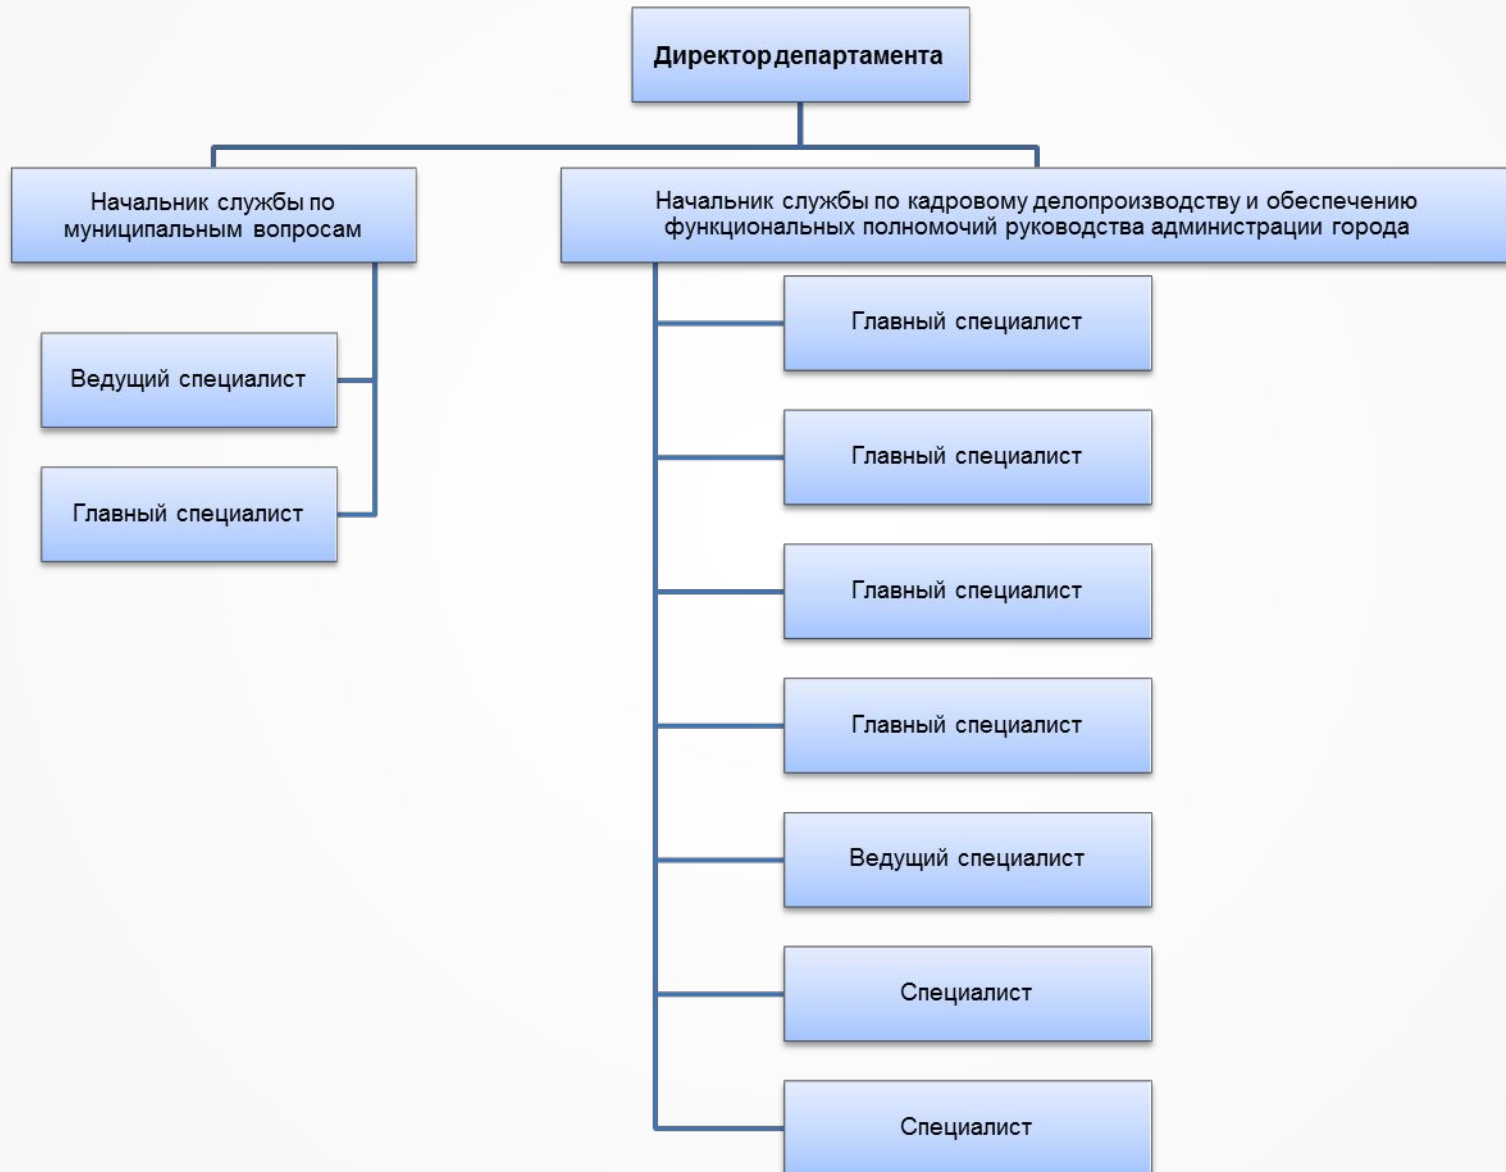 Директор департамента
Начальник службы по
муниципальным вопросам
Ведущий специалист
Главный специалист
Начальник службы по кадровому делопроизводству и обеспечению
функциональных полномочий руководства администрации города
Главный специалист
Главный специалист
Главный специалист
Главный специалист
Ведущий специалист
Специалист
Специалист